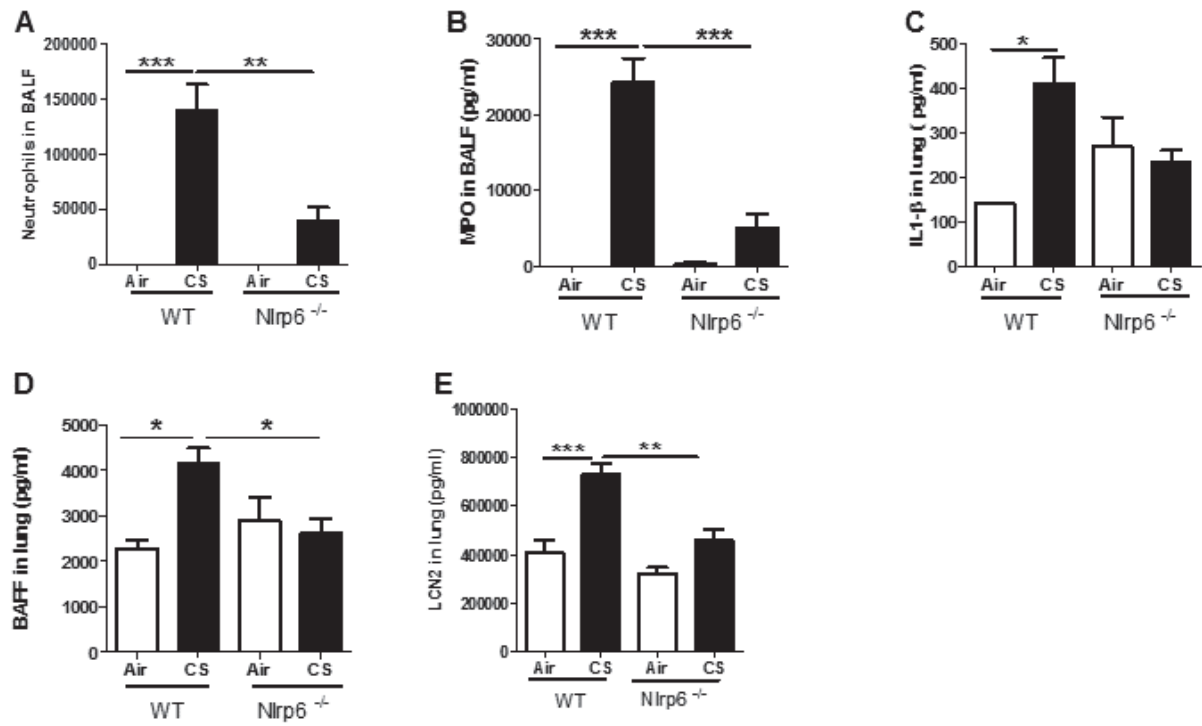 A
Neutrophils in BALF
200000
150000
100000
50000
0
***
**
Air CS Air CS
WT Nlrp6 -/-
B
MPO in BALF (pg/ml)
30000
20000
10000
0
***
***
Air CS Air CS
WT Nlrp6 -/-
C
IL1-β in lung ( pg/ml)
500
400
300
200
100
0
*
Air CS Air CS
WT Nlrp6 -/-
D
BAFF in lung (pg/ml)
5000
4000
3000
2000
1000
0
*
*
Air CS Air CS
WT Nlrp6 -/-
E
LCN2 in lung (pg/ml)
1000000
800000
600000
400000
200000
0
***
**
Air CS Air CS
WT Nlrp6 -/-